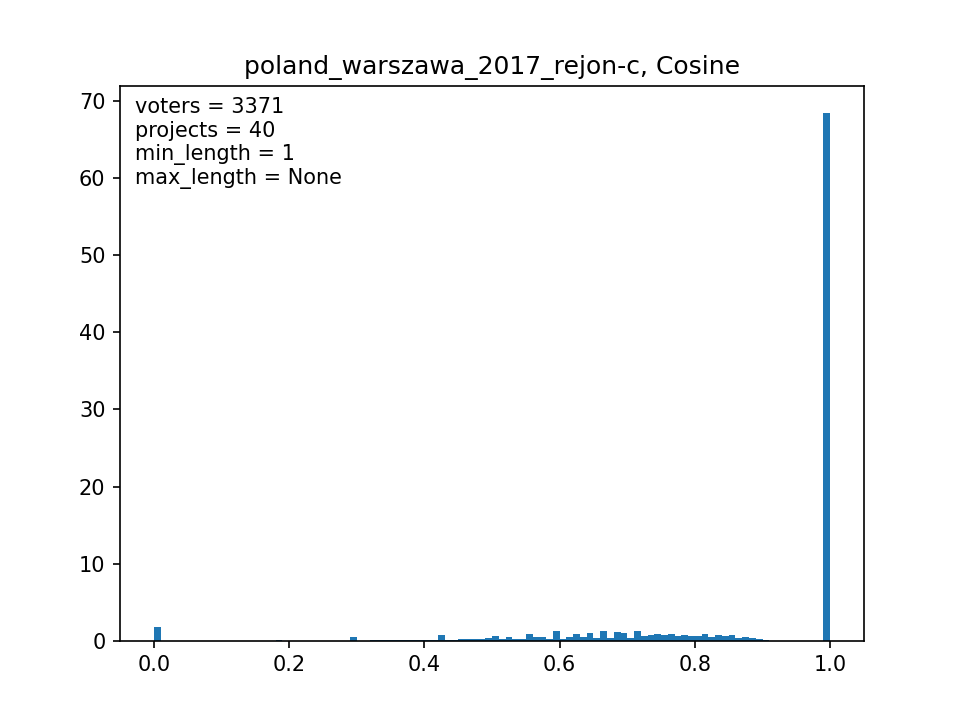 poland_warszawa_2017_rejon-c, Cosine
voters = 3371
projects = 40
min_length = 1
max_length = None
70
60
50
40
30
20
10
0
0.0 0.2 0.4 0.6 0.8 1.0